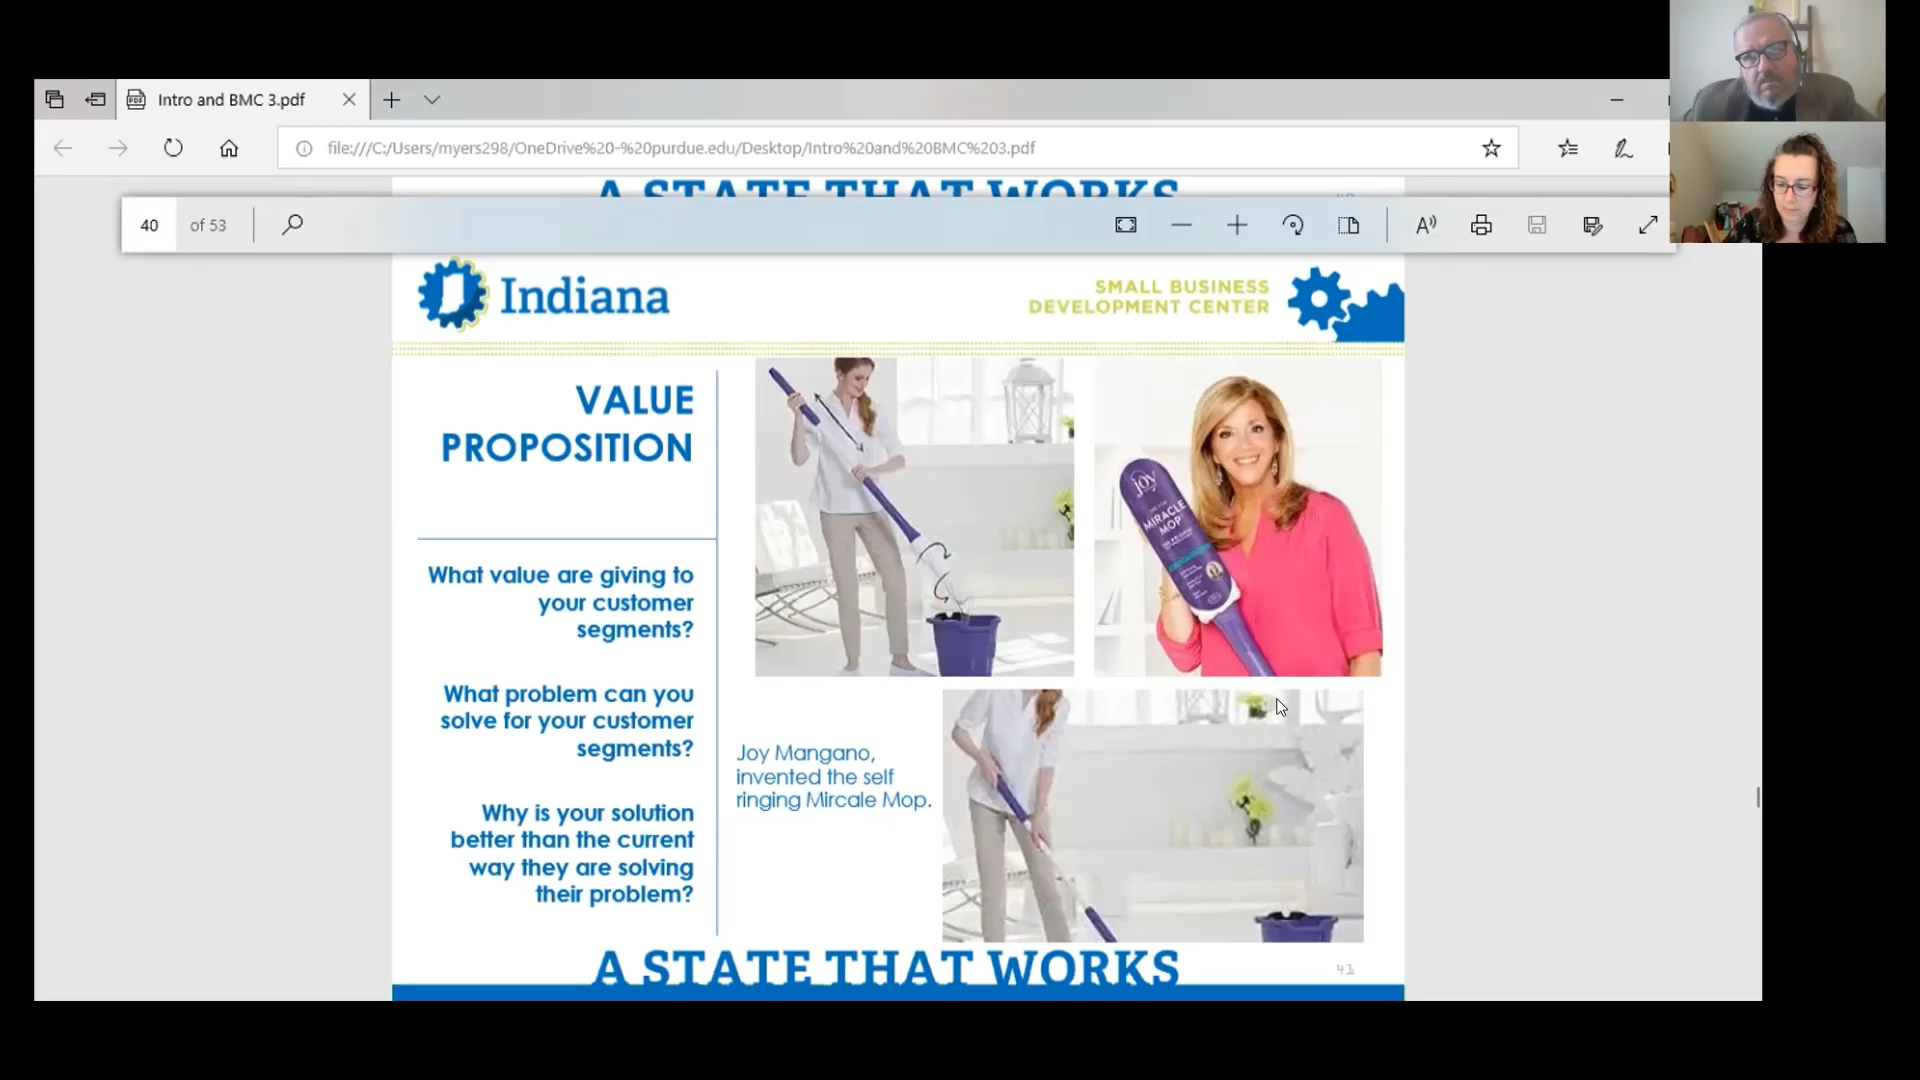 Intro and BMC 3.pdf
file:///C:/Users/myers298/OneDrive%20-%20purdue.edu/Desktop/Intro%20and%20BMC%203.pdf
A STATE THAT WORKS
40 of 53
Indiana
SMALL BUSINESS
DEVELOPMENT CENTER
VALUE
PROPOSITION
What value are giving to
your customer
segments?
What problem can you
solve for your customer
segments?
Why is your solution
better than the current
way they are solving
their problem?
joy
MIRACLE
MOP
Joy Mangano,
invented the self
ringing Mircale Mop.
A STATE THAT WORKS